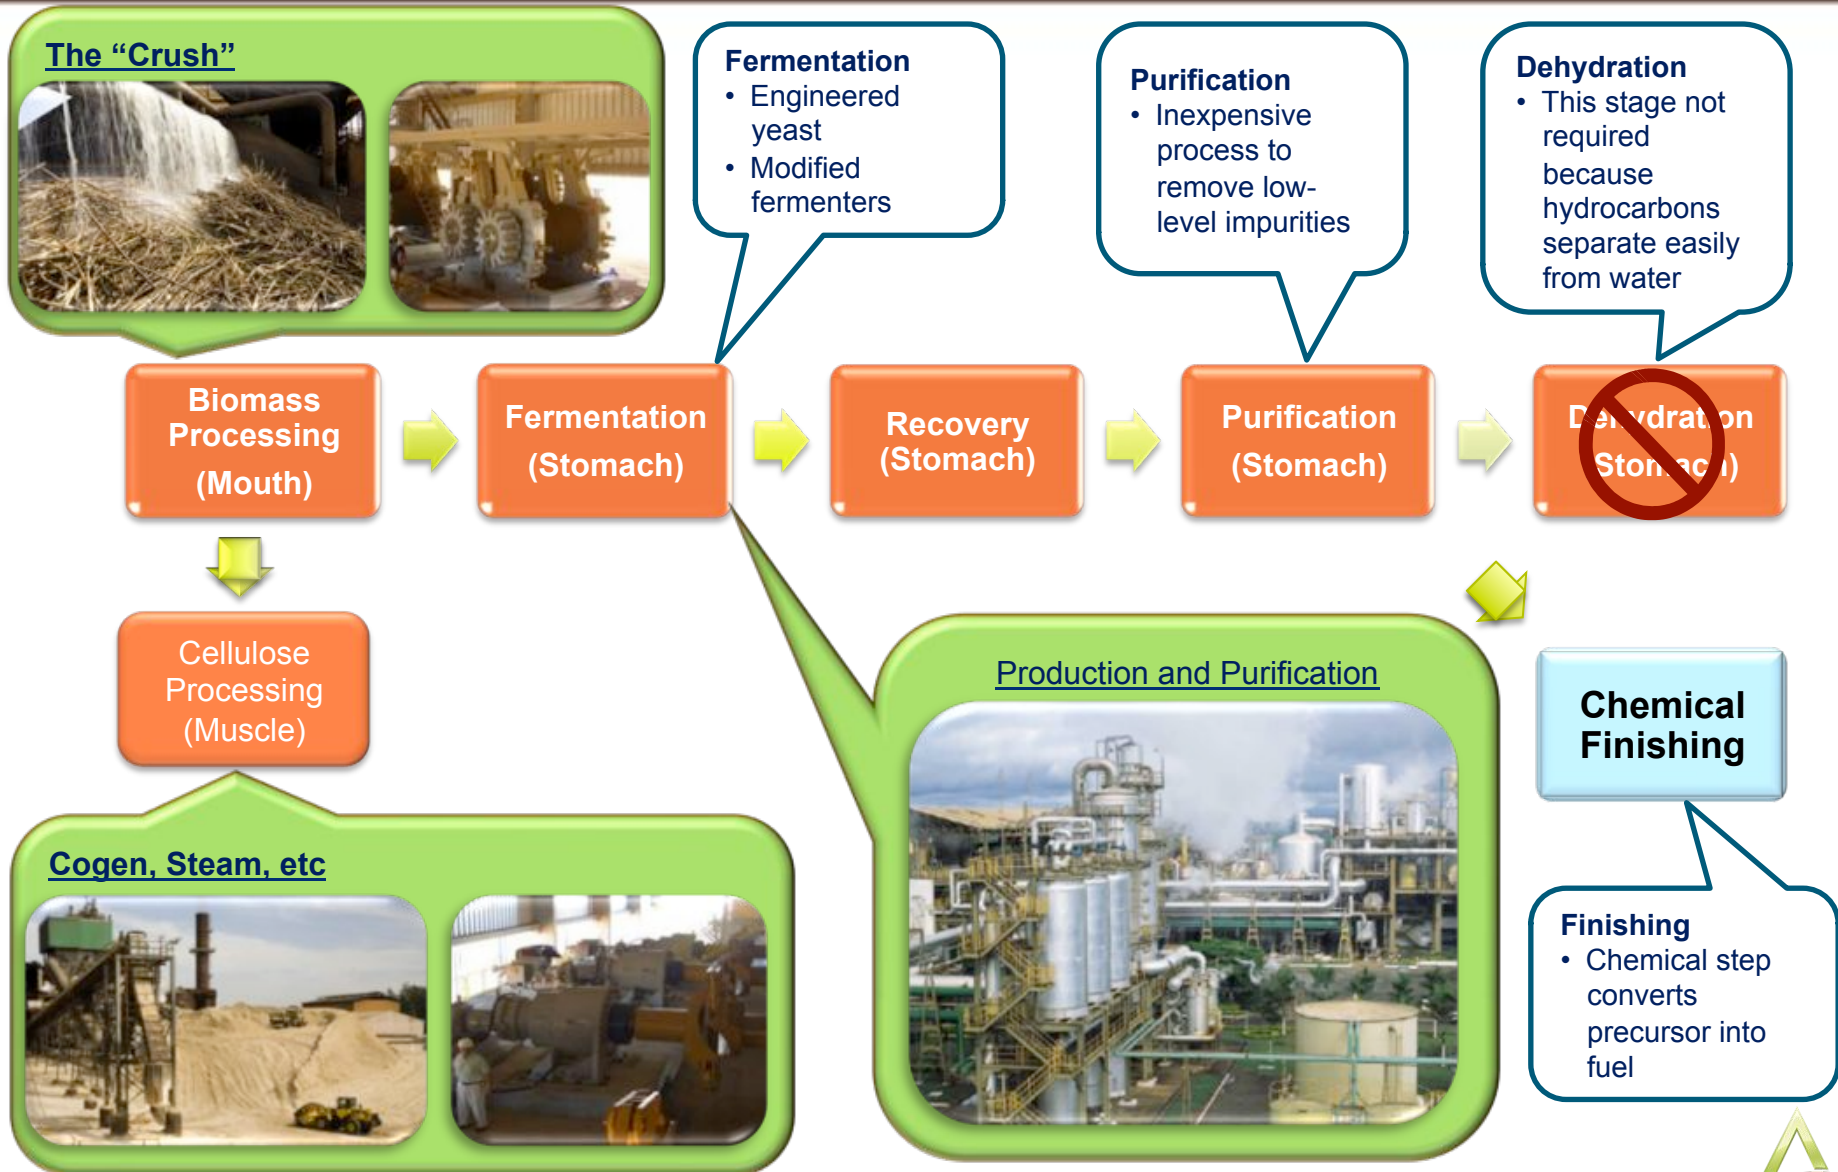 The “Crush”
Fermentation
• Engineered
yeast
• Modified
fermenters
Purification
• Inexpensive
process to
remove low-
level impurities
Dehydration
• This stage not
required
because
hydrocarbons
separate easily
from water
Biomass
Processing
(Mouth)
Fermentation
(Stomach)
Recovery
(Stomach)
Purification
(Stomach)
Dehydration
(Stomach)
Cellulose
Processing
(Muscle)
Production and Purification
Chemical
Finishing
Cogen, Steam, etc
Finishing
• Chemical step
converts
precursor into
fuel